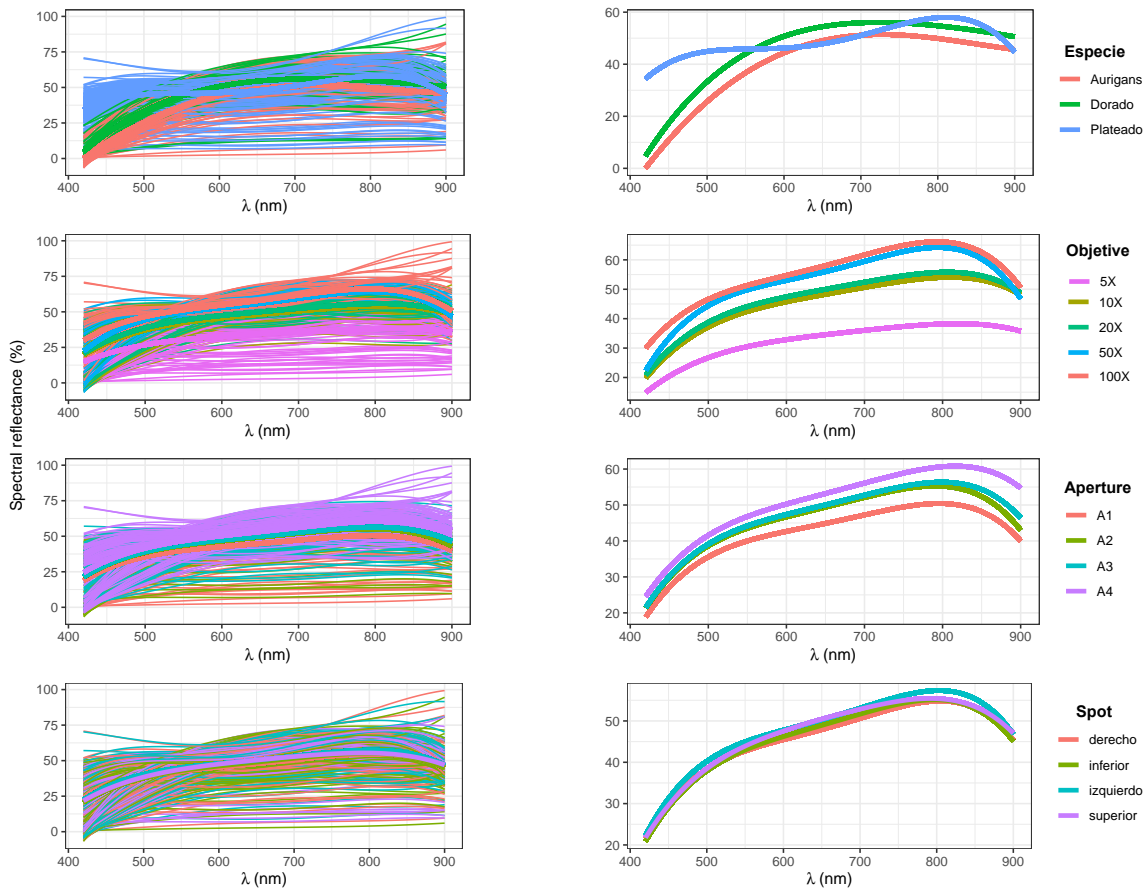 100
75
50
25
0
400
500
600
700
800
900
λ (nm)
60
40
20
0
400
500
600
700
800
900
λ (nm)
Especie
Aurigans
Dorado
Plateado
Spectral reflectance (%)
100
75
50
25
0
400
500
600
700
800
900
λ (nm)
60
50
40
30
20
400
500
600
700
800
900
λ (nm)
Objetive
5X
10X
20X
50X
100X
100
75
50
25
0
400
500
600
700
800
900
λ (nm)
60
50
40
30
20
400
500
600
700
800
900
λ (nm)
Aperture
A1
A2
A3
A4
100
75
50
25
0
400
500
600
700
800
900
λ (nm)
50
40
30
20
400
500
600
700
800
900
λ (nm)
Spot
derecho
inferior
izquierdo
superior